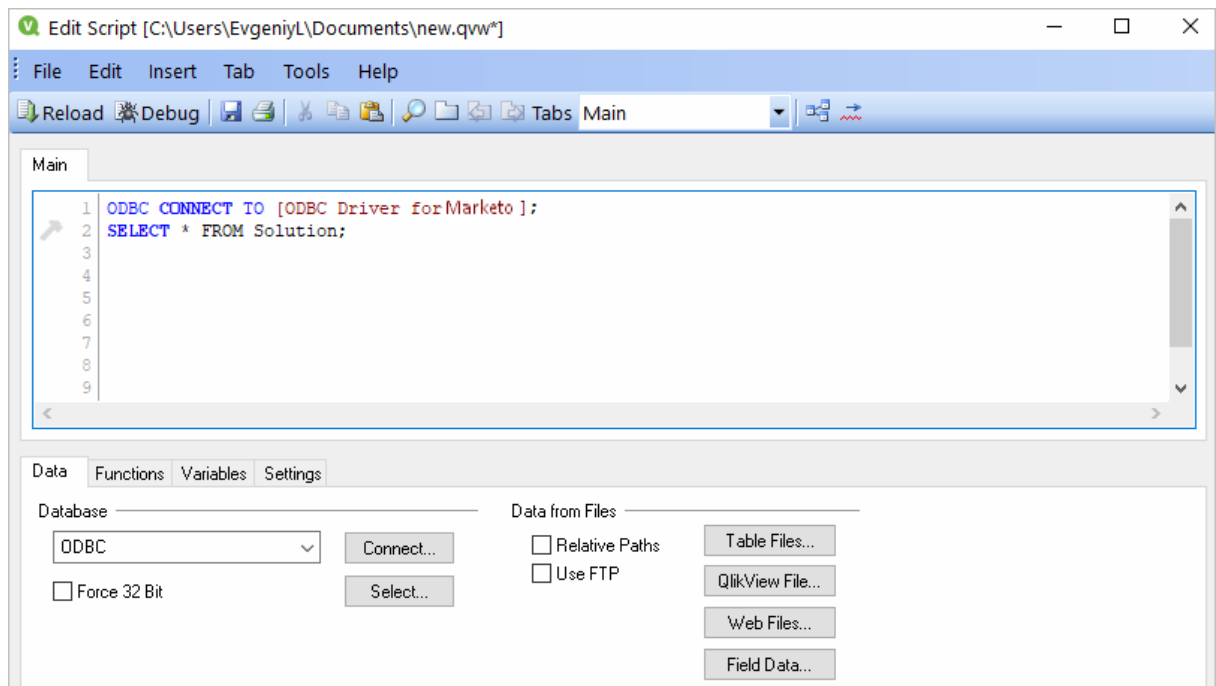 Edit Script [C:\Users\EvgeniyL\Documents\new.qvw*]
File Edit Insert Tab Tools Help
Reload Debug Tabs Main
Main
1 ODBC CONNECT TO [ODBC Driver for Marketo ];
2 SELECT * FROM Solution;
3
4
5
6
7
8
9
Data Functions Variables Settings
Database Data from Files
ODBC Connect... Relative Paths Table Files...
Use FTP QlikView File...
Force 32 Bit Select...
Web Files...
Field Data...